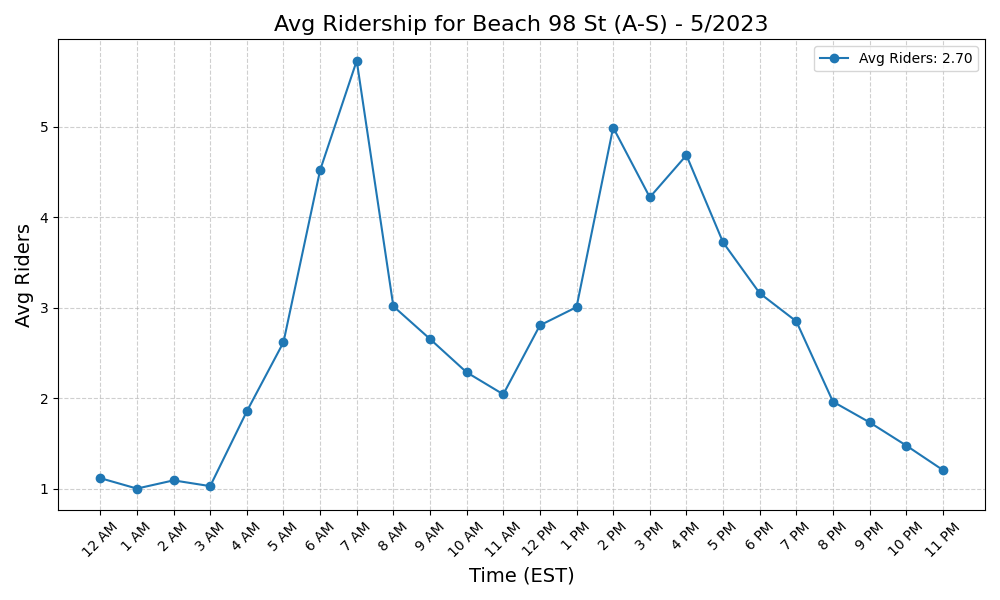 Avg Ridership for Beach 98 St (A-S) - 5/2023
Avg Riders: 2.70
Avg Riders
5
4
3
2
1
12 AM
1 AM
2 AM
3 AM
4 AM
5 AM
6 AM
7 AM
8 AM
9 AM
10 AM
11 AM
12 PM
1 PM
2 PM
3 PM
4 PM
5 PM
6 PM
7 PM
8 PM
9 PM
10 PM
11 PM
Time (EST)